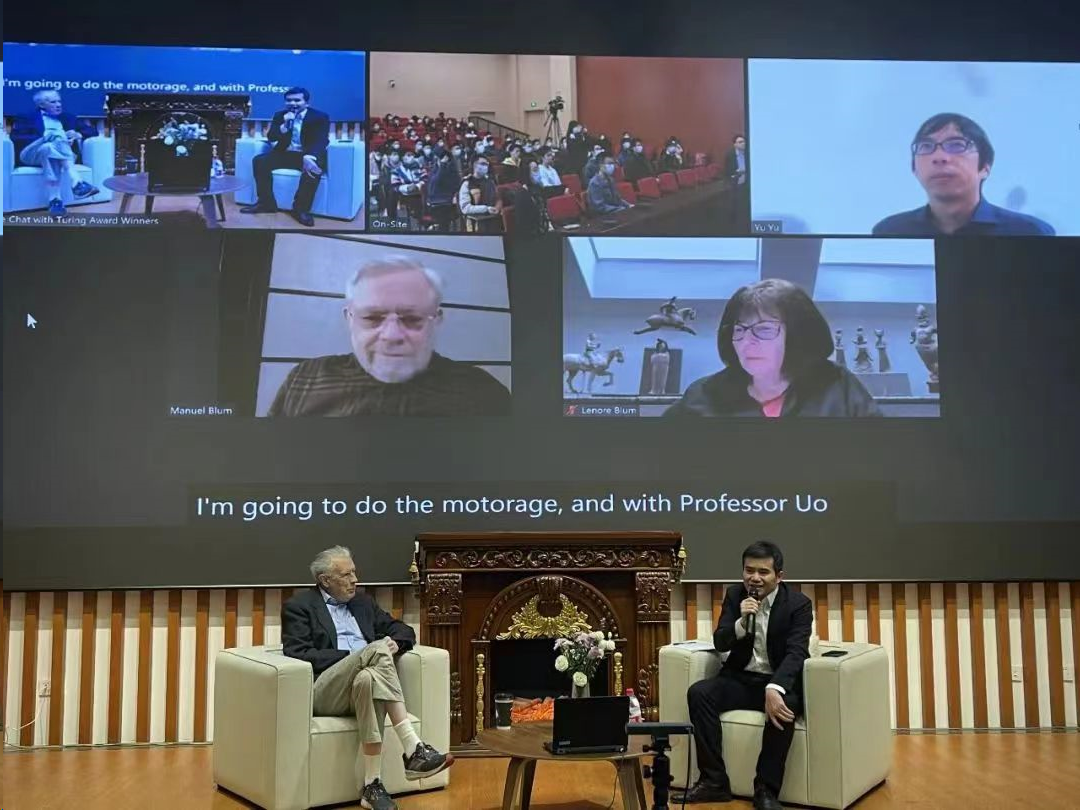 I'm going to do the motorage, and with Profess
e Chat with Turing Award Winners
On-Site
Yu Yu
Manuel Blum
Lenore Blum
I'm going to do the motorage, and with Professor Uo